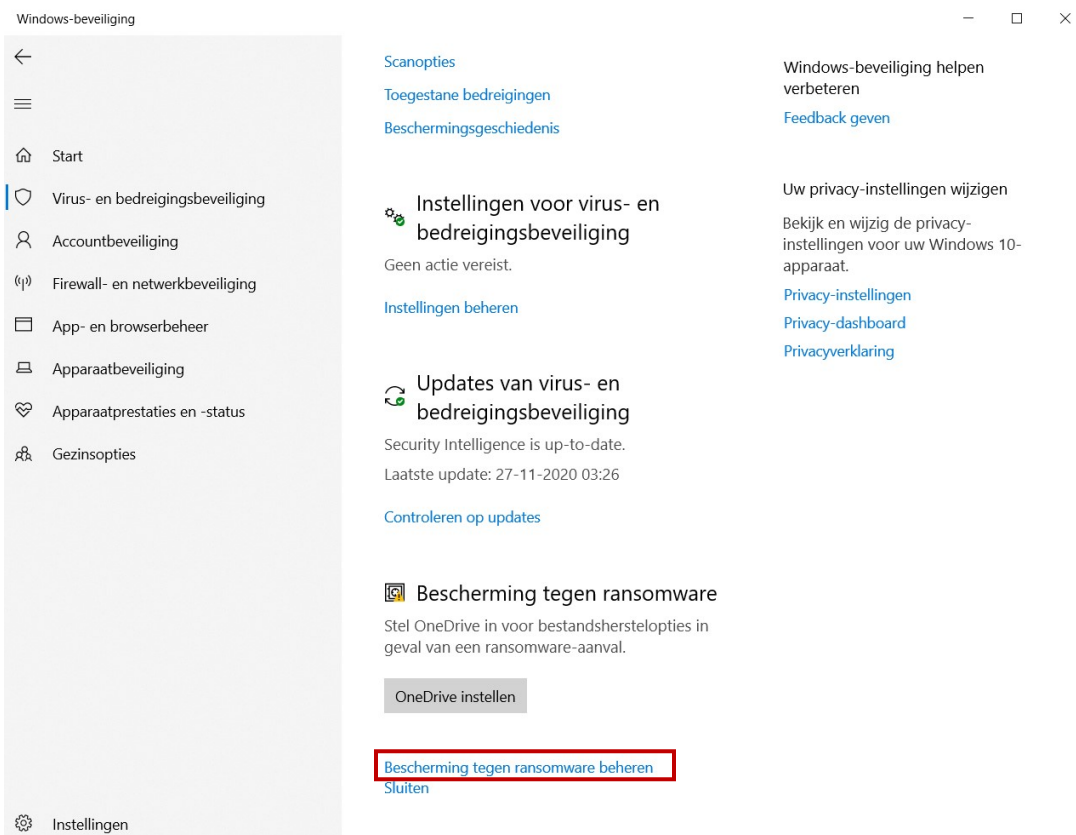 Windows-beveiliging
Start
Virus- en bedreigingsbeveiliging
Accountbeveiliging
Firewall- en netwerkbeveiliging
App- en browserbeheer
Apparaatbeveiliging
Apparaatprestaties en -status
Gezinsopties
Instellingen
Scanopties
Toegestane bedreigingen
Beschermingsgeschiedenis
Instellingen voor virus- en
bedreigingsbeveiliging
Geen actie vereist.
Instellingen beheren
Updates van virus- en
bedreigingsbeveiliging
Security Intelligence is up-to-date.
Laatste update: 27-11-2020 03:26
Controleren op updates
Bescherming tegen ransomware
Stel OneDrive in voor bestandsherstelopties in
geval van een ransomware-aanval.
OneDrive instellen
Bescherming tegen ransomware beheren
Sluiten
Windows-beveiliging helpen
verbeteren
Feedback geven
Uw privacy-instellingen wijzigen
Bekijk en wijzig de privacy-
instellingen voor uw Windows 10-
apparaat.
Privacy-instellingen
Privacy-dashboard
Privacyverklaring